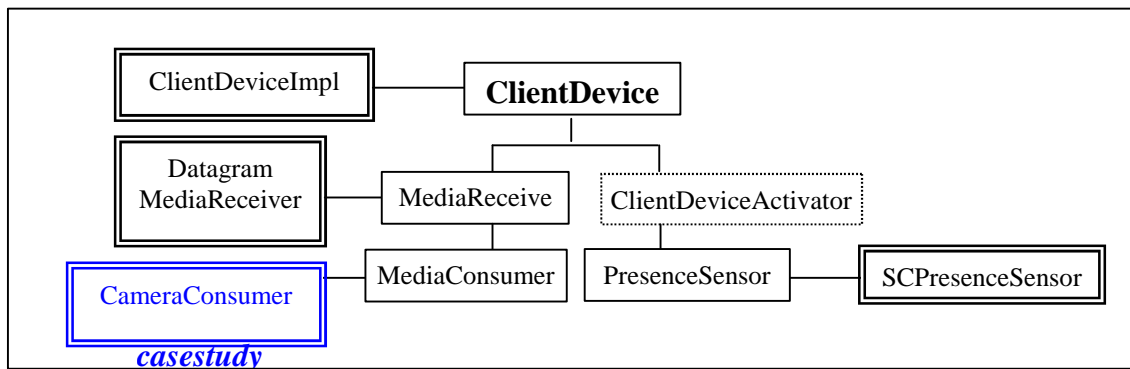 ClientDeviceImpl
ClientDevice
Datagram
MediaReceiver
MediaReceive
ClientDeviceActivator
CameraConsumer
MediaConsumer
PresenceSensor
SCPresenceSensor
casestudy